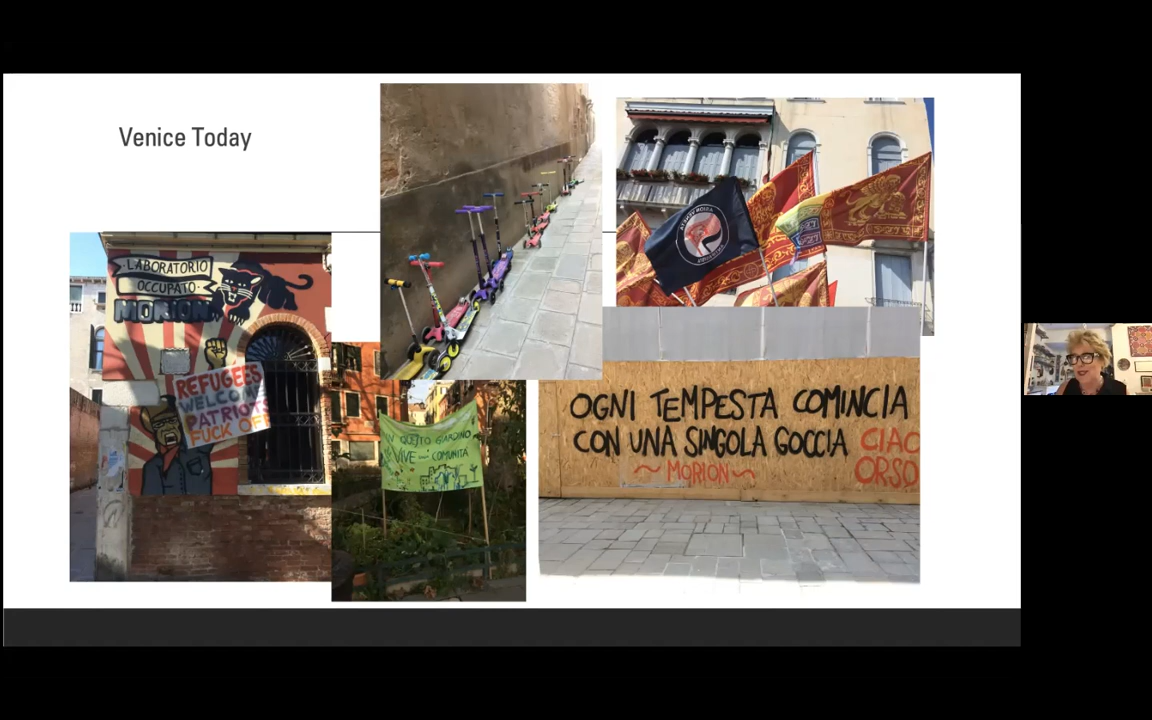 Venice Today
LABORATORIO
OCCUPATO
MORION
REFUGEES
WELCOME
PATRIOTS
FUCK OFF
QUESTO GIARDINO
VIVE
COMUNITÀ
OGNI TEMPESTA COMINCIA
CON UNA SINGOLA GOCCIA
~ MORION ~
CIAO
ORSO